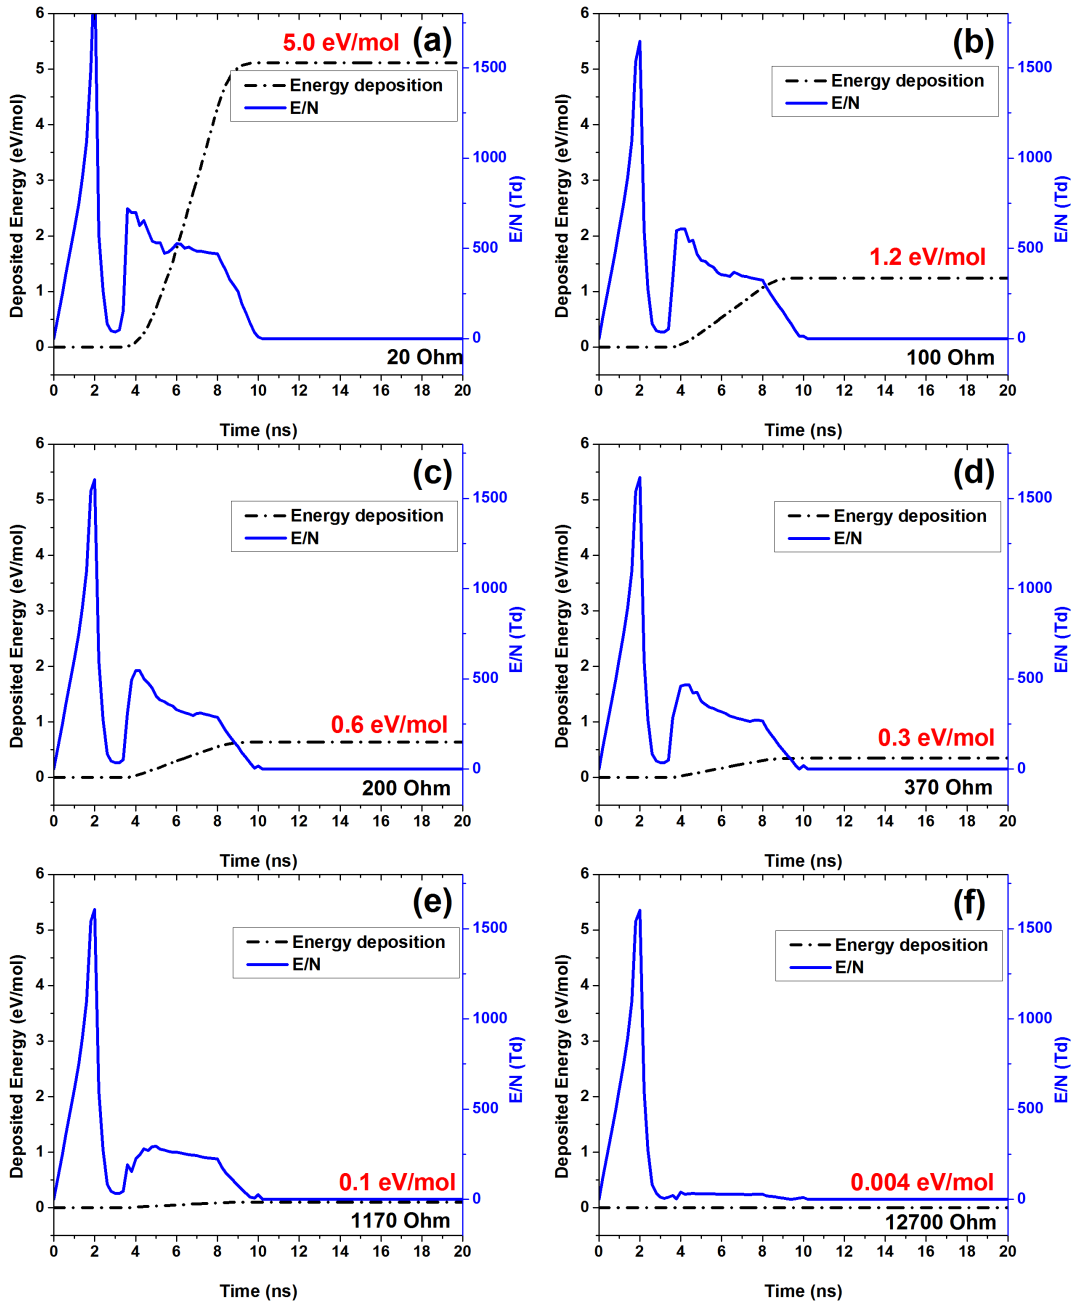 (a)
5.0 eV/mol
Energy deposition
E/N
20 Ohm
Deposited Energy (eV/mol)
E/N (Td)
Time (ns)
0 1 2 3 4 5 6
0 500 1000 1500
0 2 4 6 8 10 12 14 16 18 20
(b)
1.2 eV/mol
Energy deposition
E/N
100 Ohm
Deposited Energy (eV/mol)
E/N (Td)
Time (ns)
0 1 2 3 4 5 6
0 500 1000 1500
0 2 4 6 8 10 12 14 16 18 20
(c)
Energy deposition
E/N
0.6 eV/mol
200 Ohm
Deposited Energy (eV/mol)
E/N (Td)
Time (ns)
0 1 2 3 4 5 6
0 500 1000 1500
0 2 4 6 8 10 12 14 16 18 20
(d)
Energy deposition
E/N
0.3 eV/mol
370 Ohm
Deposited Energy (eV/mol)
E/N (Td)
Time (ns)
0 1 2 3 4 5 6
0 500 1000 1500
0 2 4 6 8 10 12 14 16 18 20
(e)
Energy deposition
E/N
0.1 eV/mol
1170 Ohm
Deposited Energy (eV/mol)
E/N (Td)
Time (ns)
0 1 2 3 4 5 6
0 500 1000 1500
0 2 4 6 8 10 12 14 16 18 20
(f)
Energy deposition
E/N
0.004 eV/mol
12700 Ohm
Deposited Energy (eV/mol)
E/N (Td)
Time (ns)
0 1 2 3 4 5 6
0 500 1000 1500
0 2 4 6 8 10 12 14 16 18 20